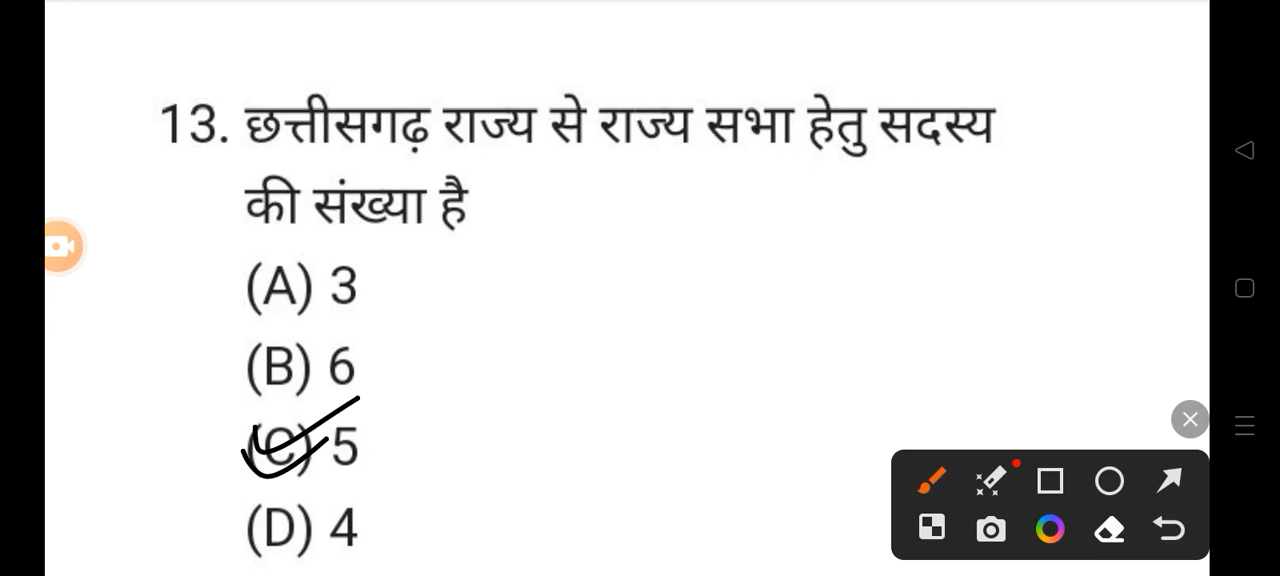 13. छत्तीसगढ़ राज्य से राज्य सभा हेतु सदस्य
की संख्या है
(A) 3
(B) 6
(C) 5
(D) 4